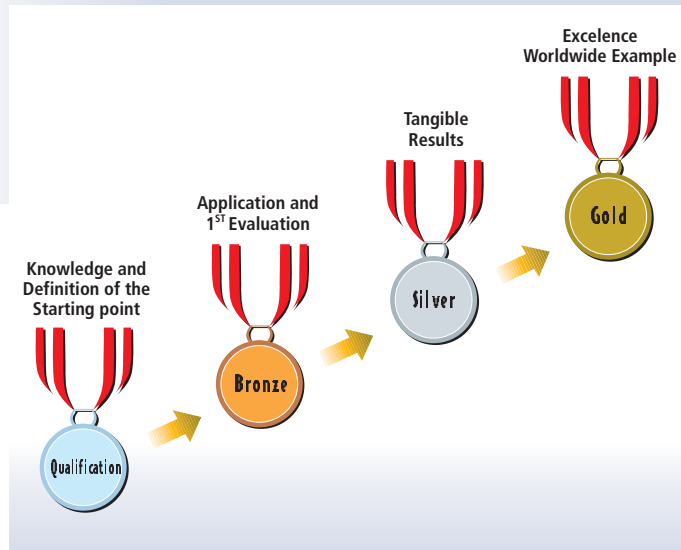 Excelence
Worldwide Example
Gold
Tangible
Results
Silver
Application and
1ST Evaluation
Bronze
Knowledge and
Definition of the
Starting point
Qualification